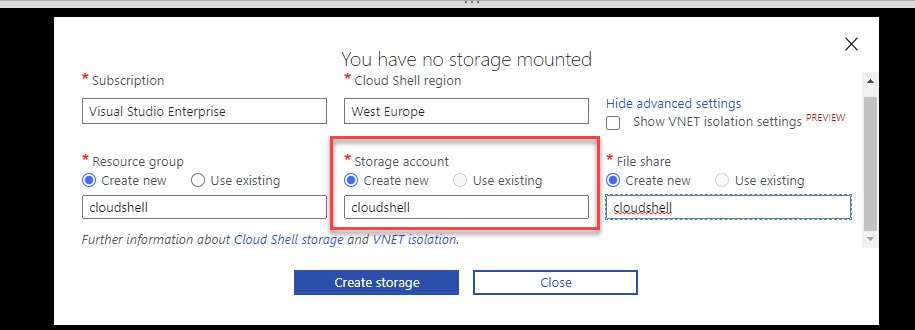 You have no storage mounted
* Subscription
Visual Studio Enterprise
* Cloud Shell region
West Europe
Hide advanced settings
Show VNET isolation settings PREVIEW
* Resource group
Create new Use existing
cloudshell
* Storage account
Create new Use existing
cloudshell
* File share
Create new Use existing
cloudshell
Further information about Cloud Shell storage and VNET isolation.
Create storage
Close